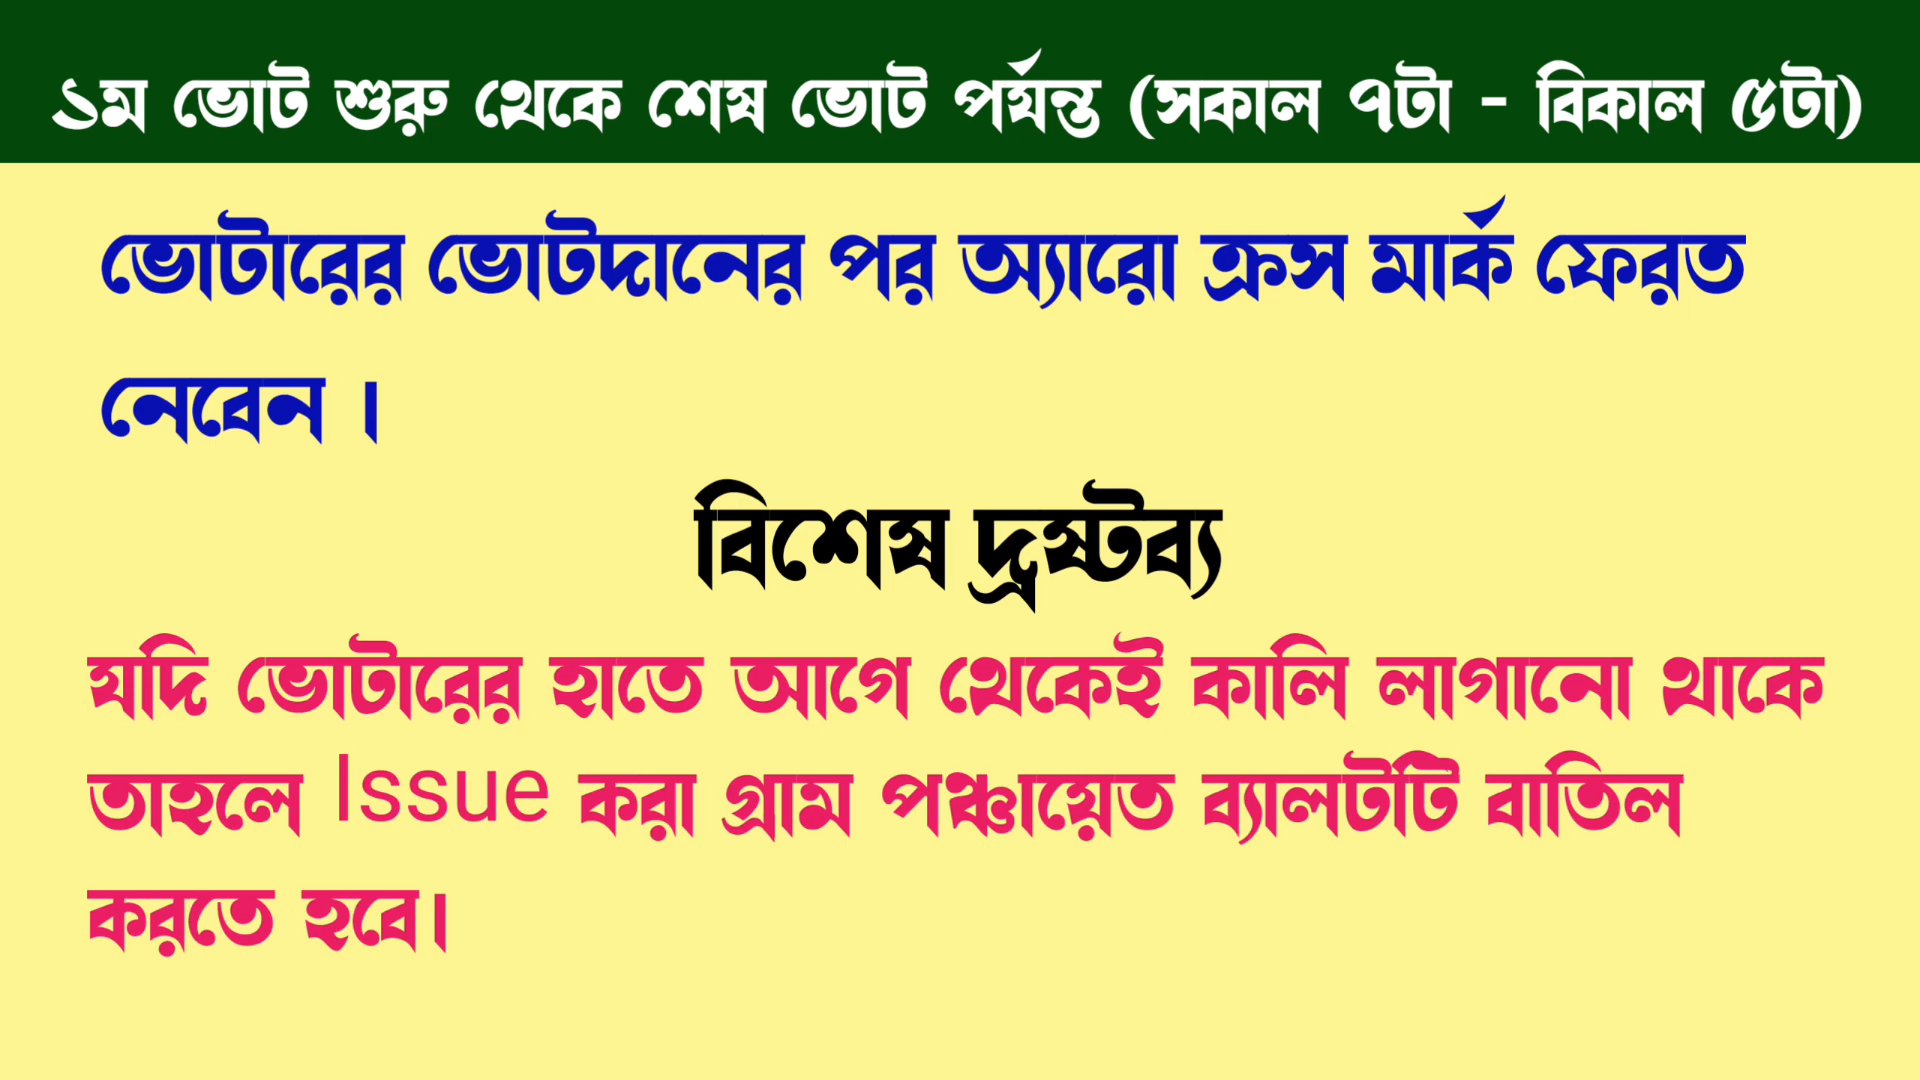 ১ম ভোট শুরু থেকে শেষ ভোট পর্যন্ত (সকাল ৭টা - বিকাল ৫টা)
ভোটারের ভোটদানের পর অ্যারো ক্রস মার্ক ফেরত
নেবেন ।
বিশেষ দ্রষ্টব্য
যদি ভোটারের হাতে আগে থেকেই কালি লাগানো থাকে
তাহলে Issue করা গ্রাম পঞ্চায়েত ব্যালটটি বাতিল
করতে হবে।